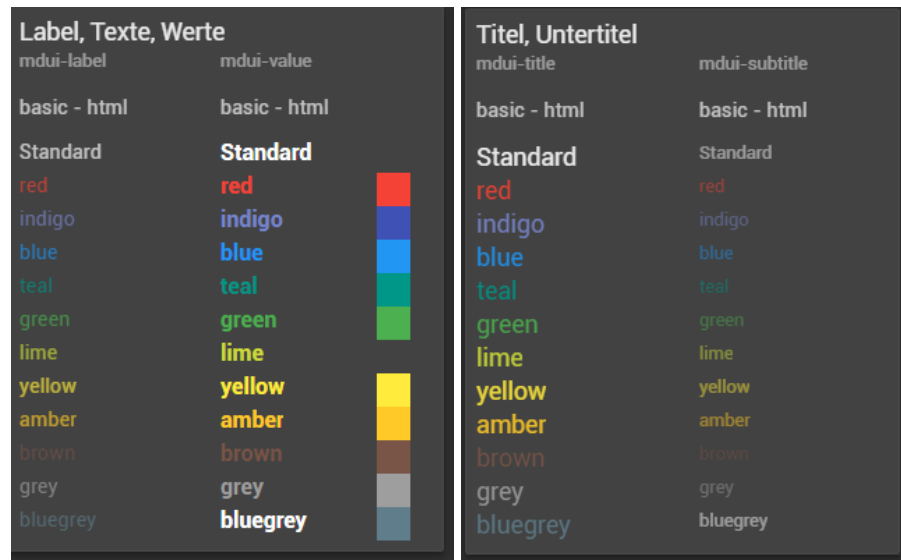 Label, Texte, Werte
mdui-label mdui-value
basic - html basic - html
Standard Standard
red red
indigo indigo
blue blue
teal teal
green green
lime lime
yellow yellow
amber amber
brown brown
grey grey
bluegrey bluegrey
Titel, Untertitel
mdui-title mdui-subtitle
basic - html basic - html
Standard Standard
red red
indigo indigo
blue blue
teal teal
green green
lime lime
yellow yellow
amber amber
brown brown
grey grey
bluegrey bluegrey